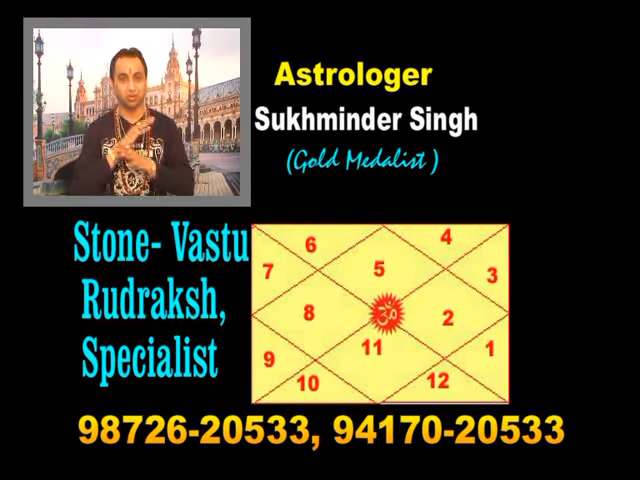 Astrologer
Sukhminder Singh
(Gold Medalist)
Stone- Vastu
Rudraksh,
Specialist
6
4
7
5
3
8
ॐ
2
9
11
1
10
12
98726-20533, 94170-20533